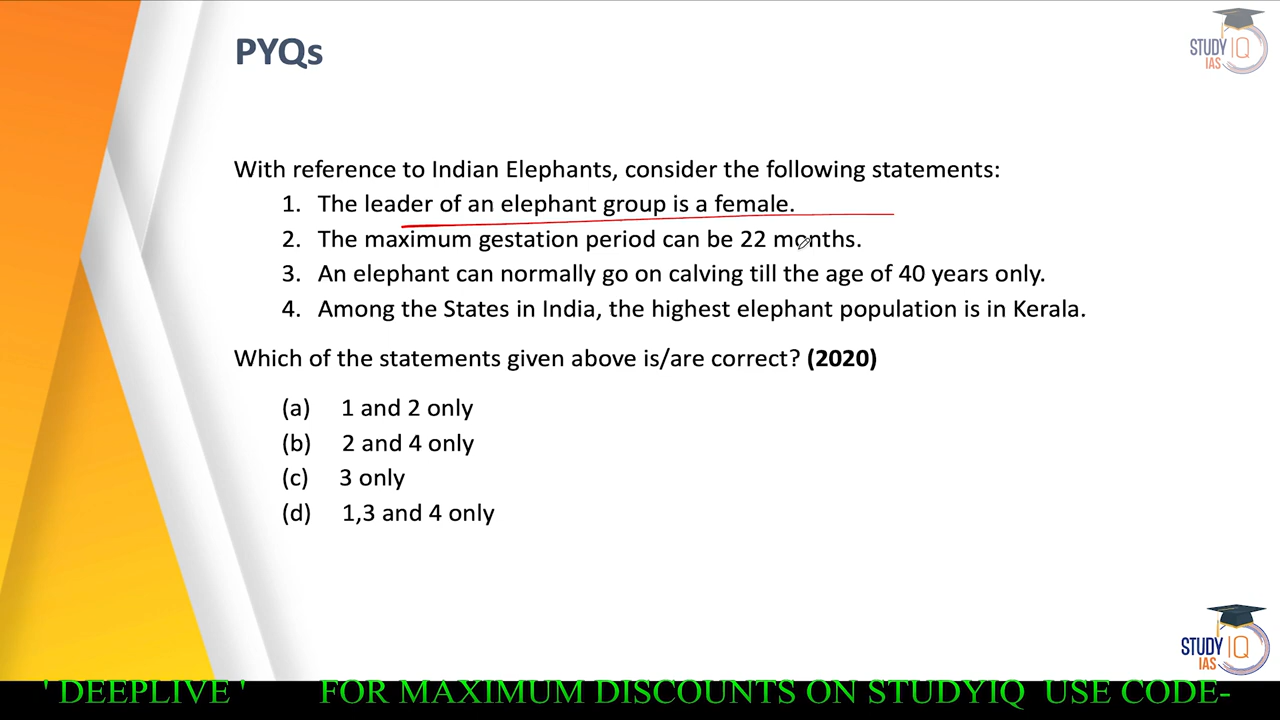 PYQs
STUDY IQ
IAS
With reference to Indian Elephants, consider the following statements:
1. The leader of an elephant group is a female.
2. The maximum gestation period can be 22 months.
3. An elephant can normally go on calving till the age of 40 years only.
4. Among the States in India, the highest elephant population is in Kerala.
Which of the statements given above is/are correct? (2020)
(a) 1 and 2 only
(b) 2 and 4 only
(c) 3 only
(d) 1,3 and 4 only
STUDY IQ
IAS
' DEEPLIVE ' FOR MAXIMUM DISCOUNTS ON STUDYIQ USE CODE-